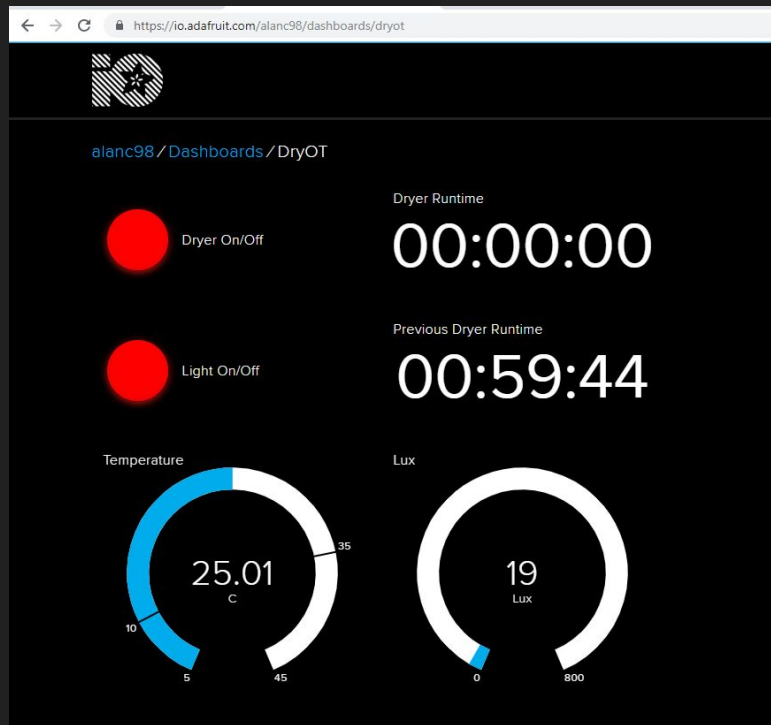 https://io.adafruit.com/alanc98/dashboards/dryot
io
alanc98 / Dashboards / DryOT
Dryer On/Off
Dryer Runtime
00:00:00
Light On/Off
Previous Dryer Runtime
00:59:44
Temperature
35
25.01
C
10
5
45
Lux
19
Lux
0
800